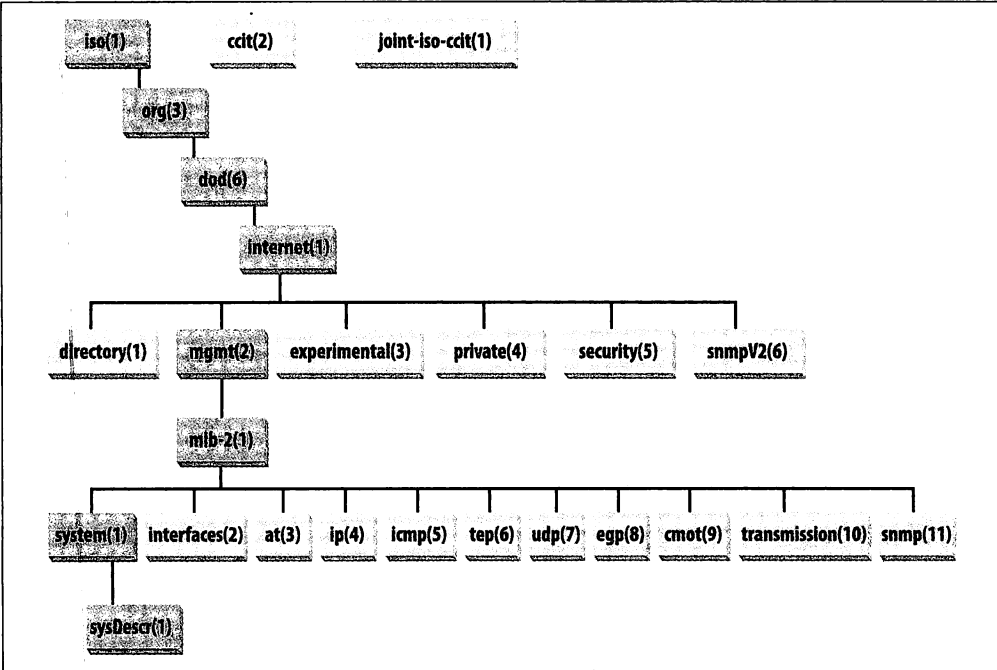 iso(1) ccit(2) joint-iso-ccit(1)
org(3)
dod(6)
internet(1)
directory(1) mgmt(2) experimental(3) private(4) security(5) snmpV2(6)
mib-2(1)
system(1) interfaces(2) at(3) ip(4) icmp(5) tep(6) udp(7) egp(8) cmot(9) transmission(10) snmp(11)
sysDescr(1)